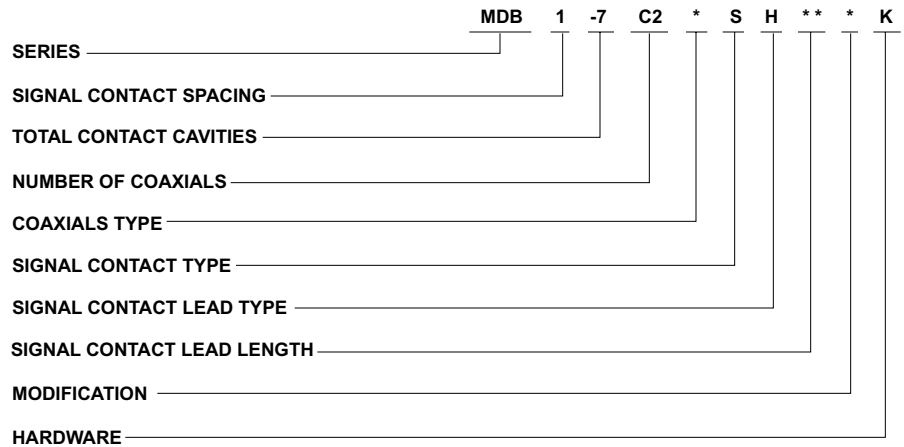 MDB 1 -7 C2 * S H ** * K
SERIES
SIGNAL CONTACT SPACING
TOTAL CONTACT CAVITIES
NUMBER OF COAXIALS
COAXIALS TYPE
SIGNAL CONTACT TYPE
SIGNAL CONTACT LEAD TYPE
SIGNAL CONTACT LEAD LENGTH
MODIFICATION
HARDWARE